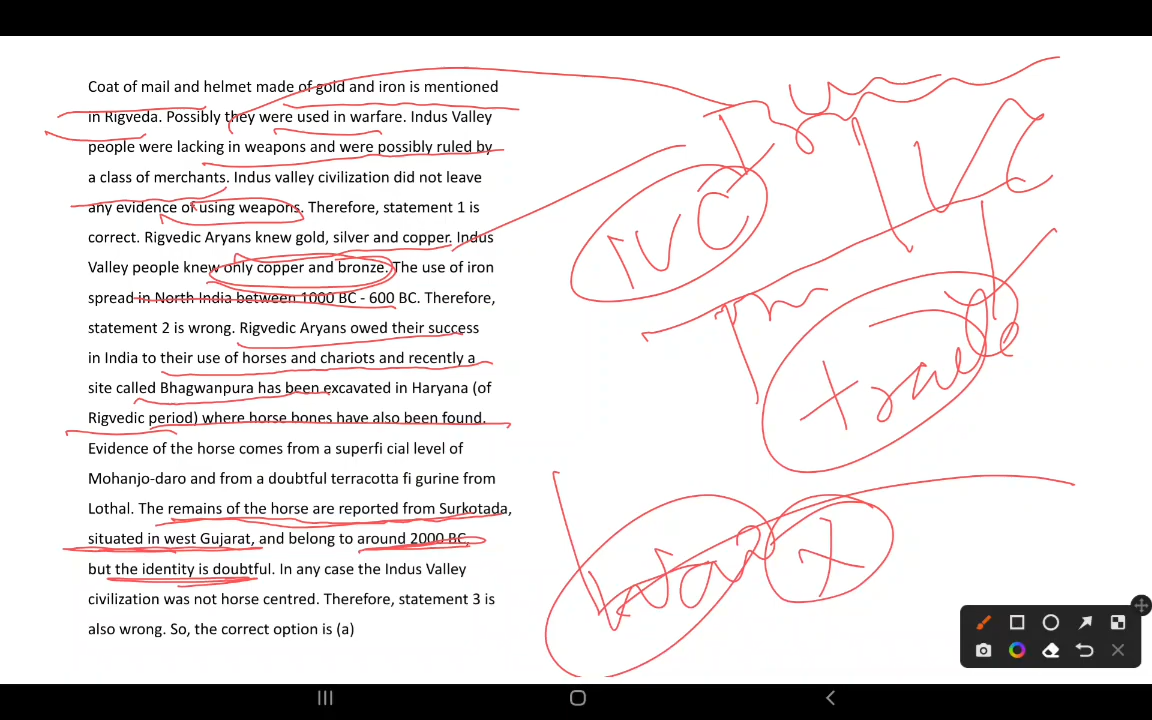 Coat of mail and helmet made of gold and iron is mentioned
in Rigveda. Possibly they were used in warfare. Indus Valley
people were lacking in weapons and were possibly ruled by
a class of merchants. Indus valley civilization did not leave
any evidence of using weapons. Therefore, statement 1 is
correct. Rigvedic Aryans knew gold, silver and copper. Indus
Valley people knew only copper and bronze. The use of iron
spread in North India between 1000 BC - 600 BC. Therefore,
statement 2 is wrong. Rigvedic Aryans owed their success
in India to their use of horses and chariots and recently a
site called Bhagwanpura has been excavated in Haryana (of
Rigvedic period) where horse bones have also been found.
Evidence of the horse comes from a superfi cial level of
Mohanjo-daro and from a doubtful terracotta fi gurine from
Lothal. The remains of the horse are reported from Surkotada,
situated in west Gujarat, and belong to around 2000 BC,
but the identity is doubtful. In any case the Indus Valley
civilization was not horse centred. Therefore, statement 3 is
also wrong. So, the correct option is (a)
IVC
IVC
trade